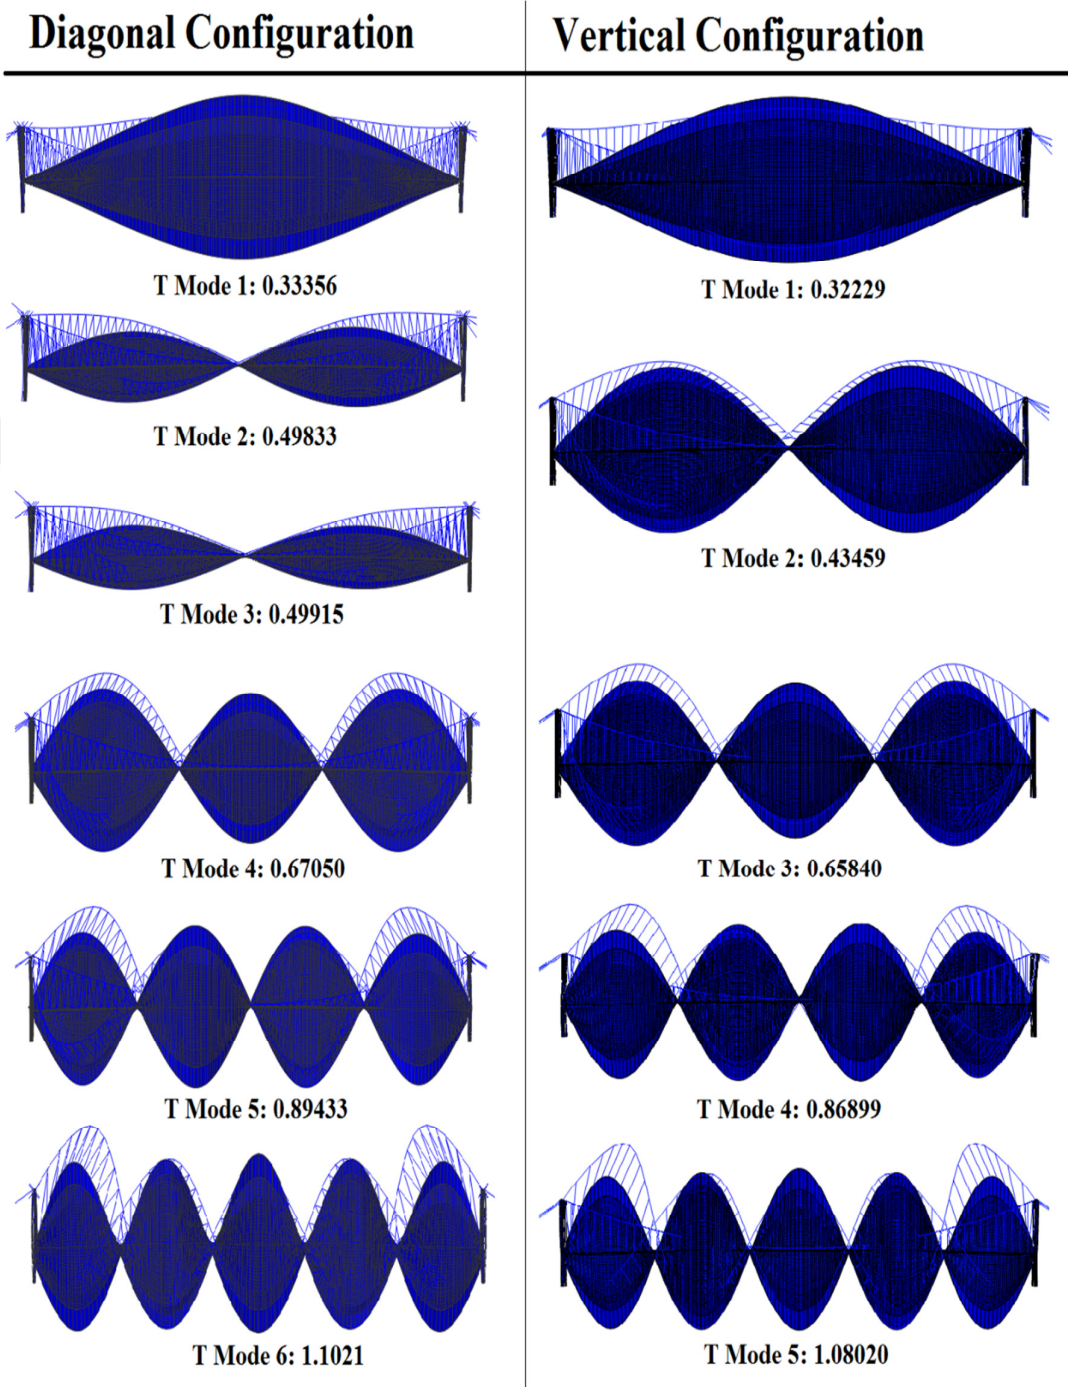 Diagonal Configuration
T Mode 1: 0.33356
T Mode 2: 0.49833
T Mode 3: 0.49915
T Mode 4: 0.67050
T Mode 5: 0.89433
T Mode 6: 1.1021
Vertical Configuration
T Mode 1: 0.32229
T Mode 2: 0.43459
T Mode 3: 0.65840
T Mode 4: 0.86899
T Mode 5: 1.08020